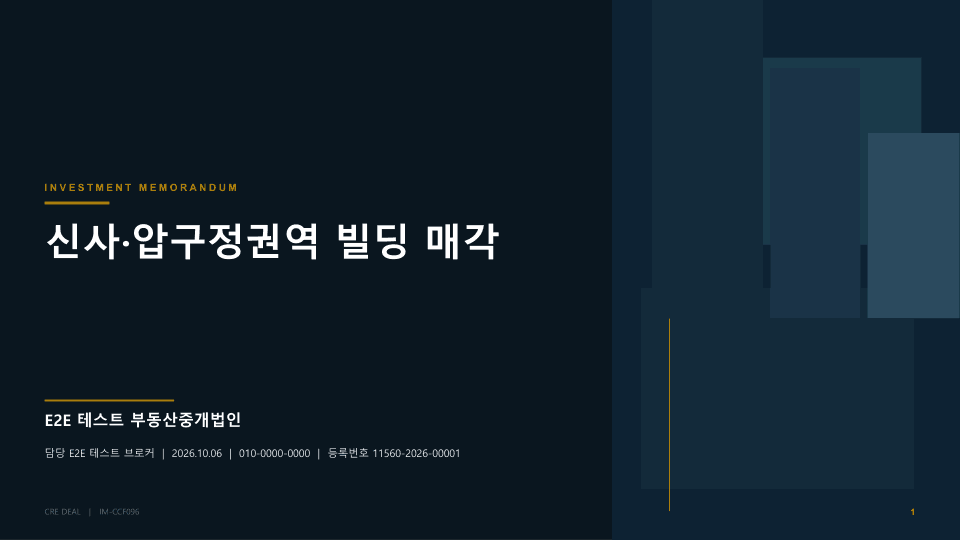 INVESTMENT MEMORANDUM
신사·압구정권역 빌딩 매각
E2E 테스트 부동산중개법인
담당 E2E 테스트 브로커 | 2026.10.06 | 010-0000-0000 | 등록번호 11560-2026-00001
CRE DEAL | IM-CCF096
1